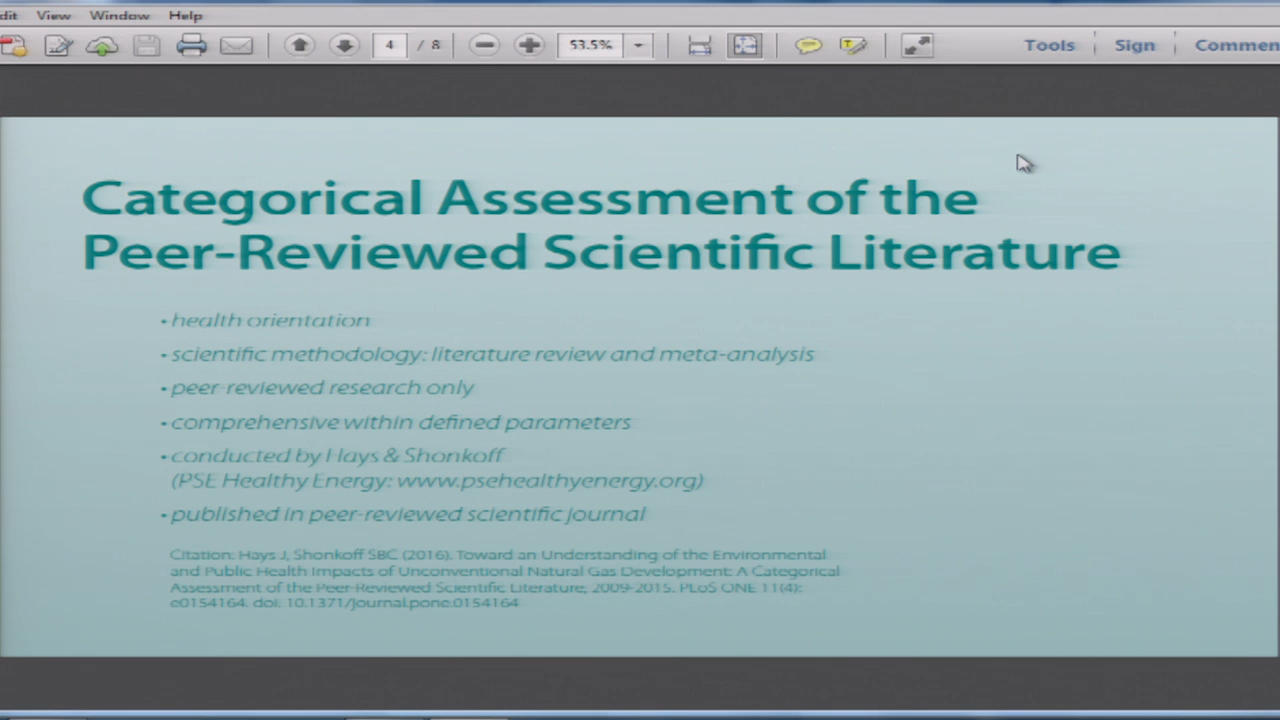 dit View Window Help
4 / 8 53.5% Tools Sign Commen
Categorical Assessment of the
Peer-Reviewed Scientific Literature
• health orientation
• scientific methodology: literature review and meta-analysis
• peer-reviewed research only
• comprehensive within defined parameters
• conducted by Hays & Shonkoff
(PSE Healthy Energy: www.psehealthyenergy.org)
• published in peer-reviewed scientific journal
Citation: Hays J, Shonkoff SBC (2016). Toward an Understanding of the Environmental
and Public Health Impacts of Unconventional Natural Gas Development: A Categorical
Assessment of the Peer-Reviewed Scientific Literature, 2009-2015. PLoS ONE 11(4):
e0154164. doi: 10.1371/journal.pone.0154164